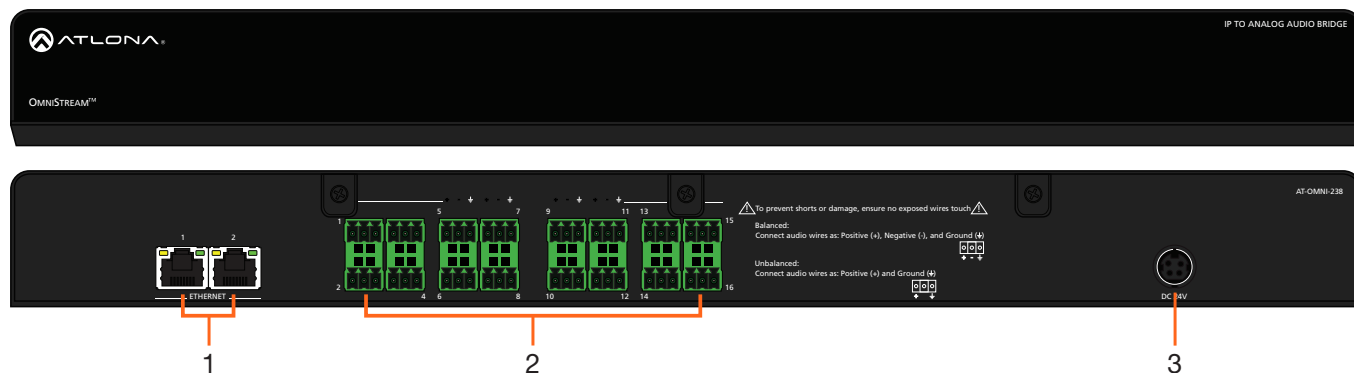 ATLONA®
IP TO ANALOG AUDIO BRIDGE
OMNISTREAM™
AT-OMNI-238
+ - + -
+ - + -
1 5 7 9 11 13 15
⚠To prevent shorts or damage, ensure no exposed wires touch⚠
Balanced:
Connect audio wires as: Positive (+), Negative (-), and Ground (⏚)
+ - ⏚
1 2
Unbalanced:
Connect audio wires as: Positive (+) and Ground (⏚)
+ ⏚
ETHERNET
2 4 6 8 10 12 14 16
DC 24V
1 2 3